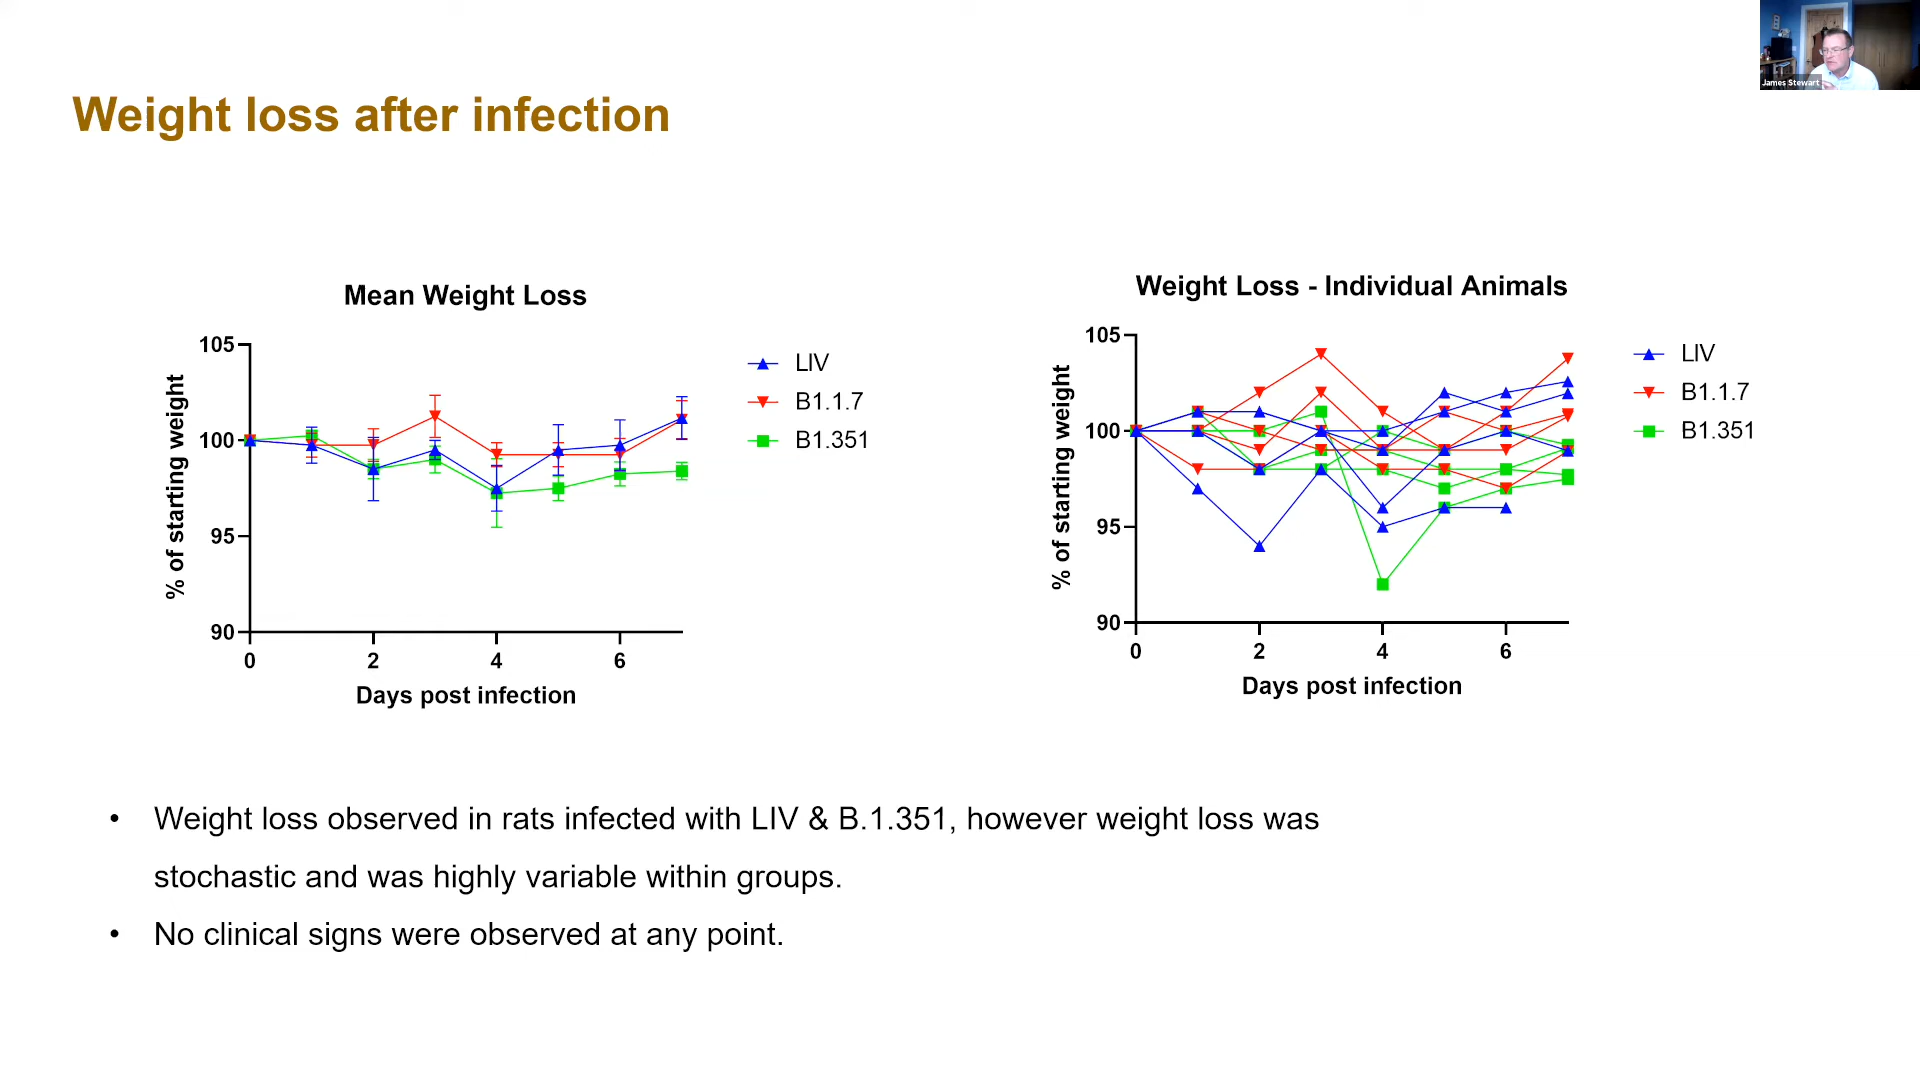 James Stewart
Weight loss after infection
Mean Weight Loss
105
100
95
90
% of starting weight
0 2 4 6
Days post infection
LIV
B1.1.7
B1.351
Weight Loss - Individual Animals
105
100
95
90
% of starting weight
0 2 4 6
Days post infection
LIV
B1.1.7
B1.351
• Weight loss observed in rats infected with LIV & B.1.351, however weight loss was
stochastic and was highly variable within groups.
• No clinical signs were observed at any point.